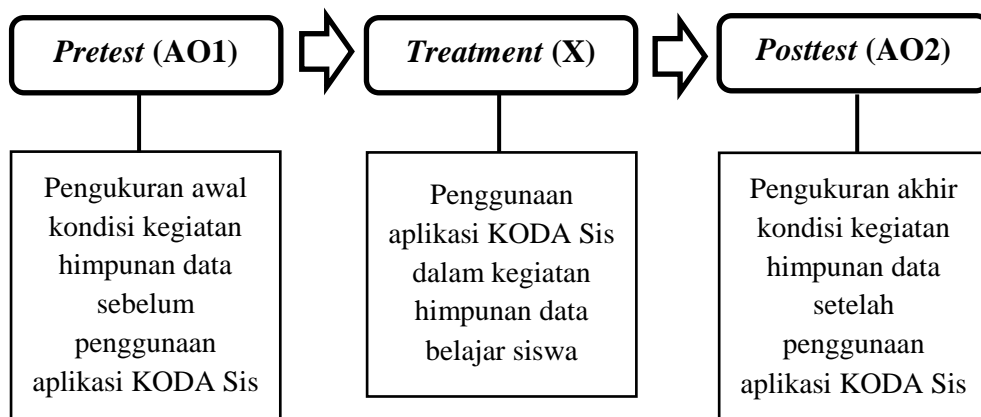 Pretest (AO1)
Treatment (X)
Posttest (AO2)
Pengukuran awal
kondisi kegiatan
himpunan data
sebelum
penggunaan
aplikasi KODA Sis
Penggunaan
aplikasi KODA Sis
dalam kegiatan
himpunan data
belajar siswa
Pengukuran akhir
kondisi kegiatan
himpunan data
setelah
penggunaan
aplikasi KODA Sis